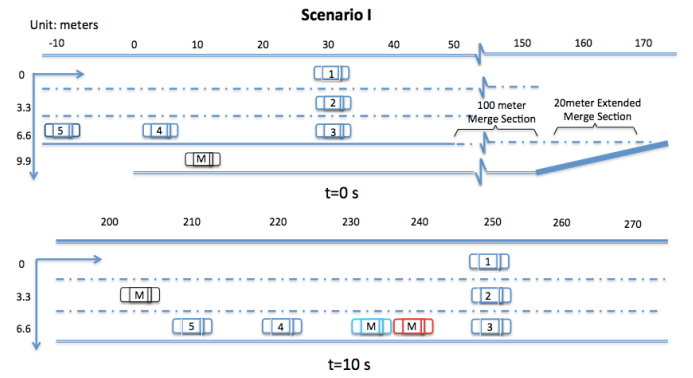 Scenario I
Unit: meters
-10 0 10 20 30 40 50 150 160 170
0 1
3.3 2
100 meter Merge Section
20meter Extended Merge Section
6.6 5 4 3
9.9 M
t=0 s
200 210 220 230 240 250 260 270
0 1
3.3 M 2
6.6 5 4 M M 3
t=10 s